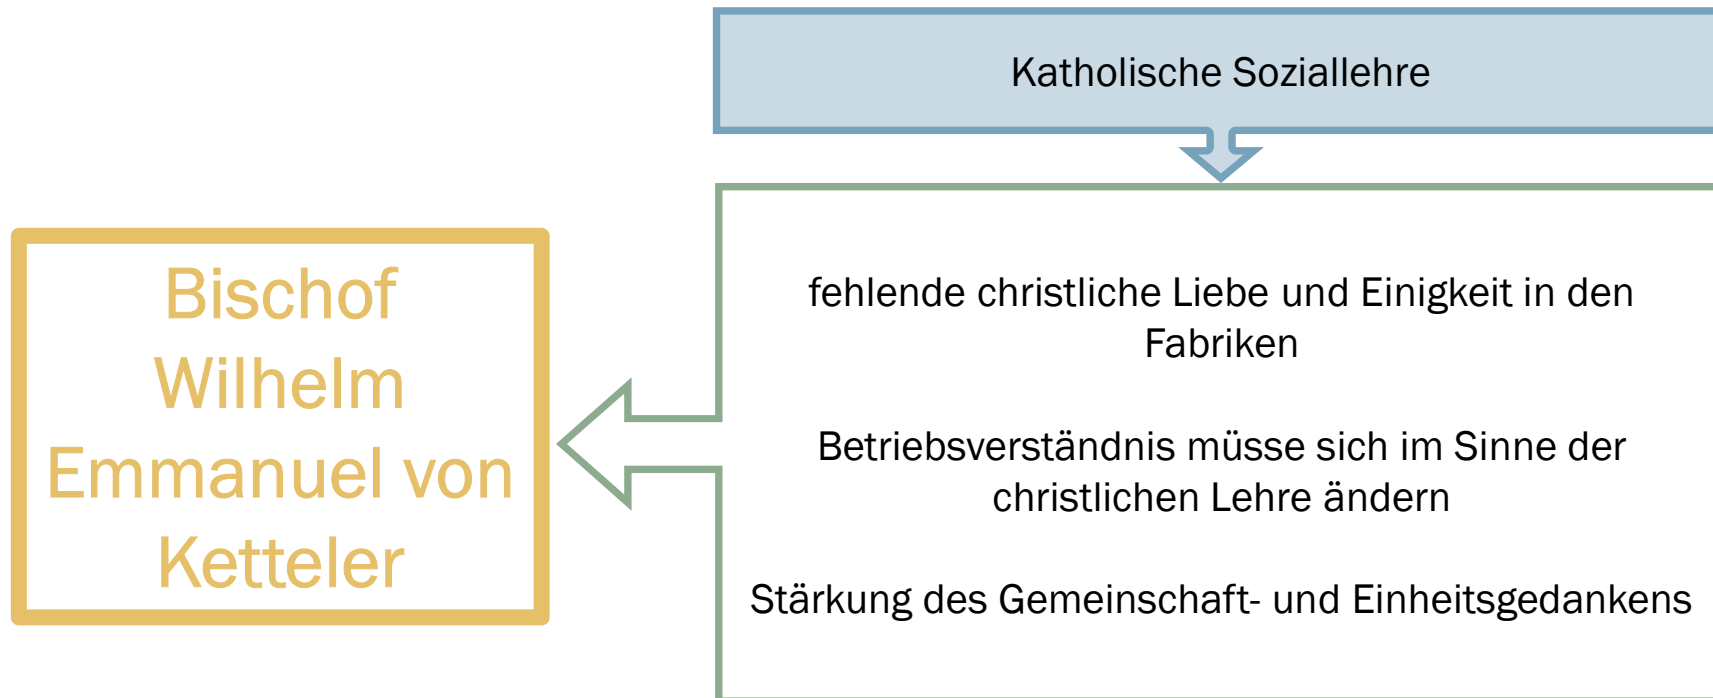 Katholische Soziallehre
Bischof
Wilhelm
Emmanuel von
Ketteler
fehlende christliche Liebe und Einigkeit in den
Fabriken
Betriebsverständnis müsse sich im Sinne der
christlichen Lehre ändern
Stärkung des Gemeinschaft- und Einheitsgedankens